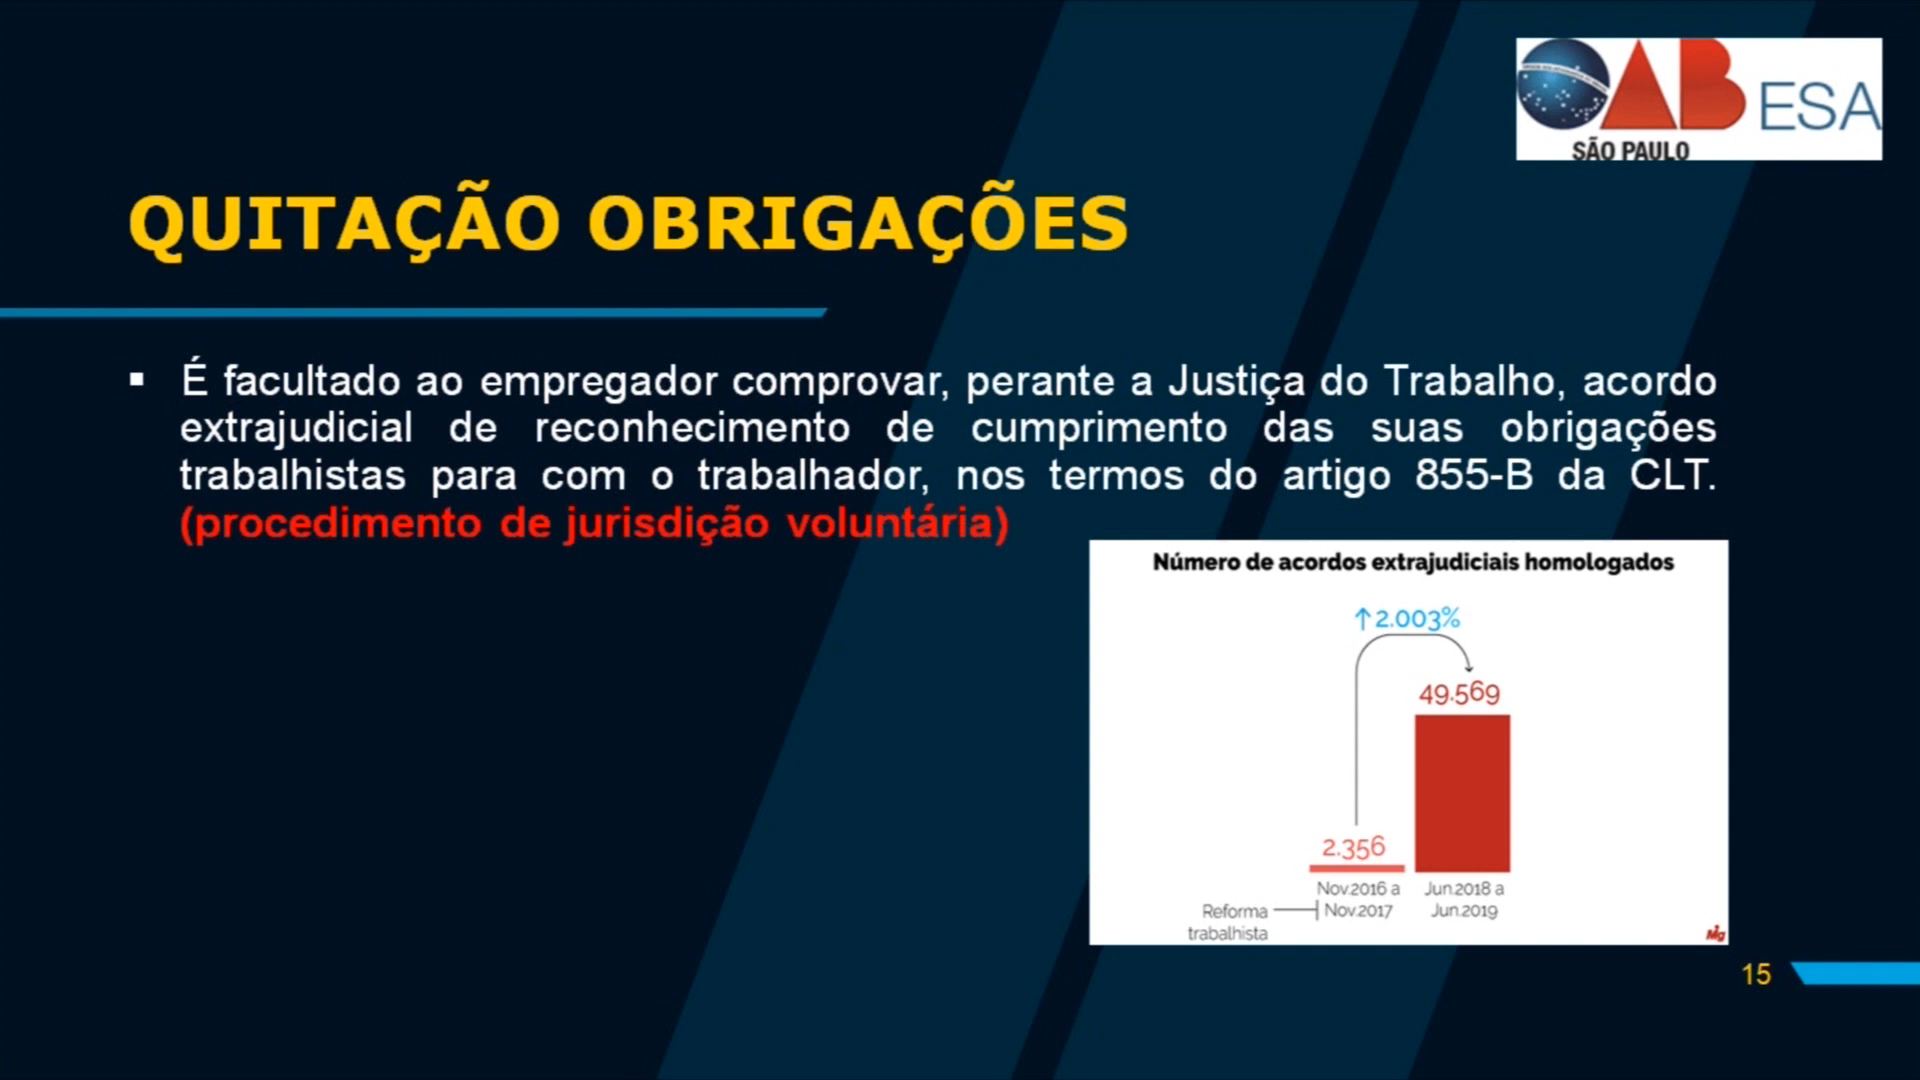 OAB ESA
SÃO PAULO
QUITAÇÃO OBRIGAÇÕES
▪ É facultado ao empregador comprovar, perante a Justiça do Trabalho, acordo
extrajudicial de reconhecimento de cumprimento das suas obrigações
trabalhistas para com o trabalhador, nos termos do artigo 855-B da CLT.
(procedimento de jurisdição voluntária)
Número de acordos extrajudiciais homologados
↑2.003%
49.569
2.356
Nov.2016 a
Nov.2017
Jun.2018 a
Jun.2019
Reforma
trabalhista
Mg
15